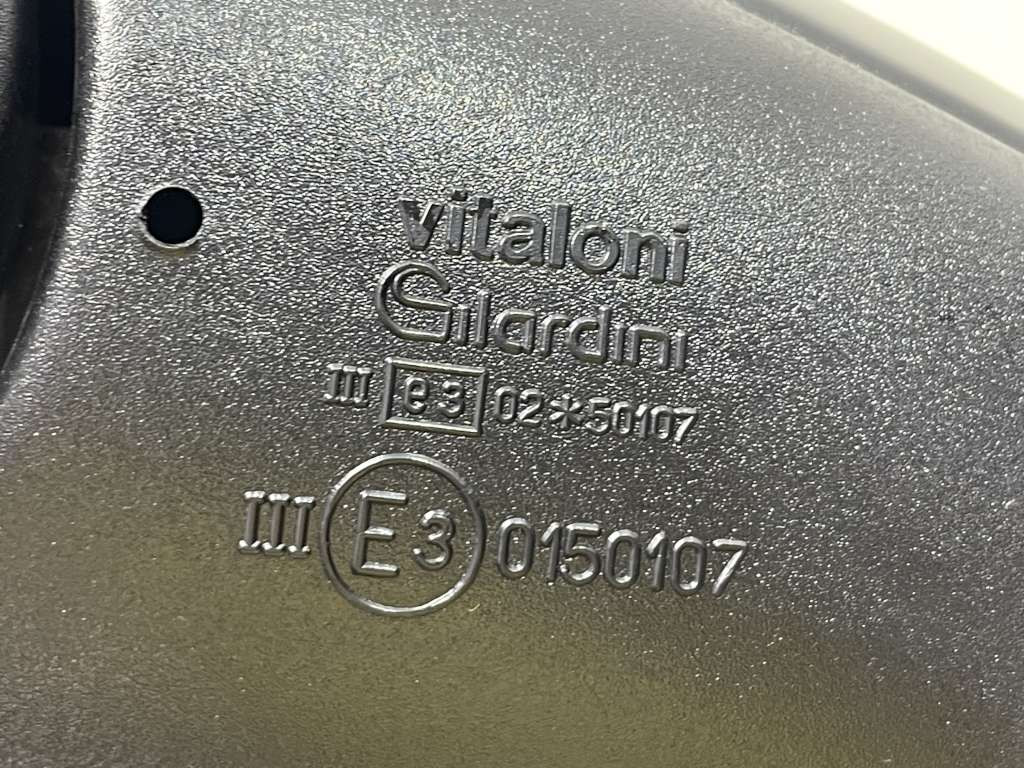 vitaloni
Gilardini
III e3 02*50107
III E3 0150107